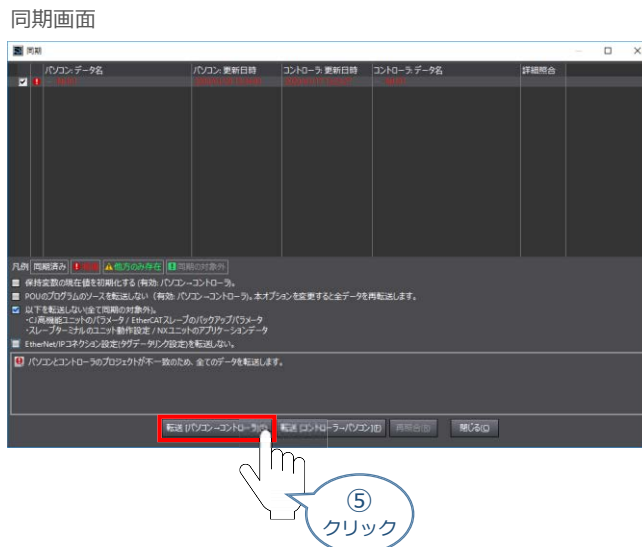 同期画面
同期
パソコン: データ名 パソコン: 更新日時 コントローラ: 更新日時 コントローラ: データ名 詳細照合
凡例 同期済み 他方のみ存在 同期の対象外
保持変数の現在値を初期化する (有効: パソコン→コントローラ)。
POUのプログラムのソースを転送しない (有効: パソコン→コントローラ)。本オプションを変更すると全データを再転送します。
以下を転送しない(全て同期の対象外)。
・CJ高機能ユニットのパラメータ / EtherCATスレーブのバックアップパラメータ
・スレーブターミナルのユニット動作設定 / NXユニットのアプリケーションデータ
EtherNet/IPコネクション設定(タグデータリンク設定)を転送しない。
パソコンとコントローラのプロジェクトが不一致のため、全てのデータを転送します。
転送 [パソコン→コントローラ](T) 転送 [コントローラ→パソコン](F) 再照合(R) 閉じる(C)
⑤
クリック